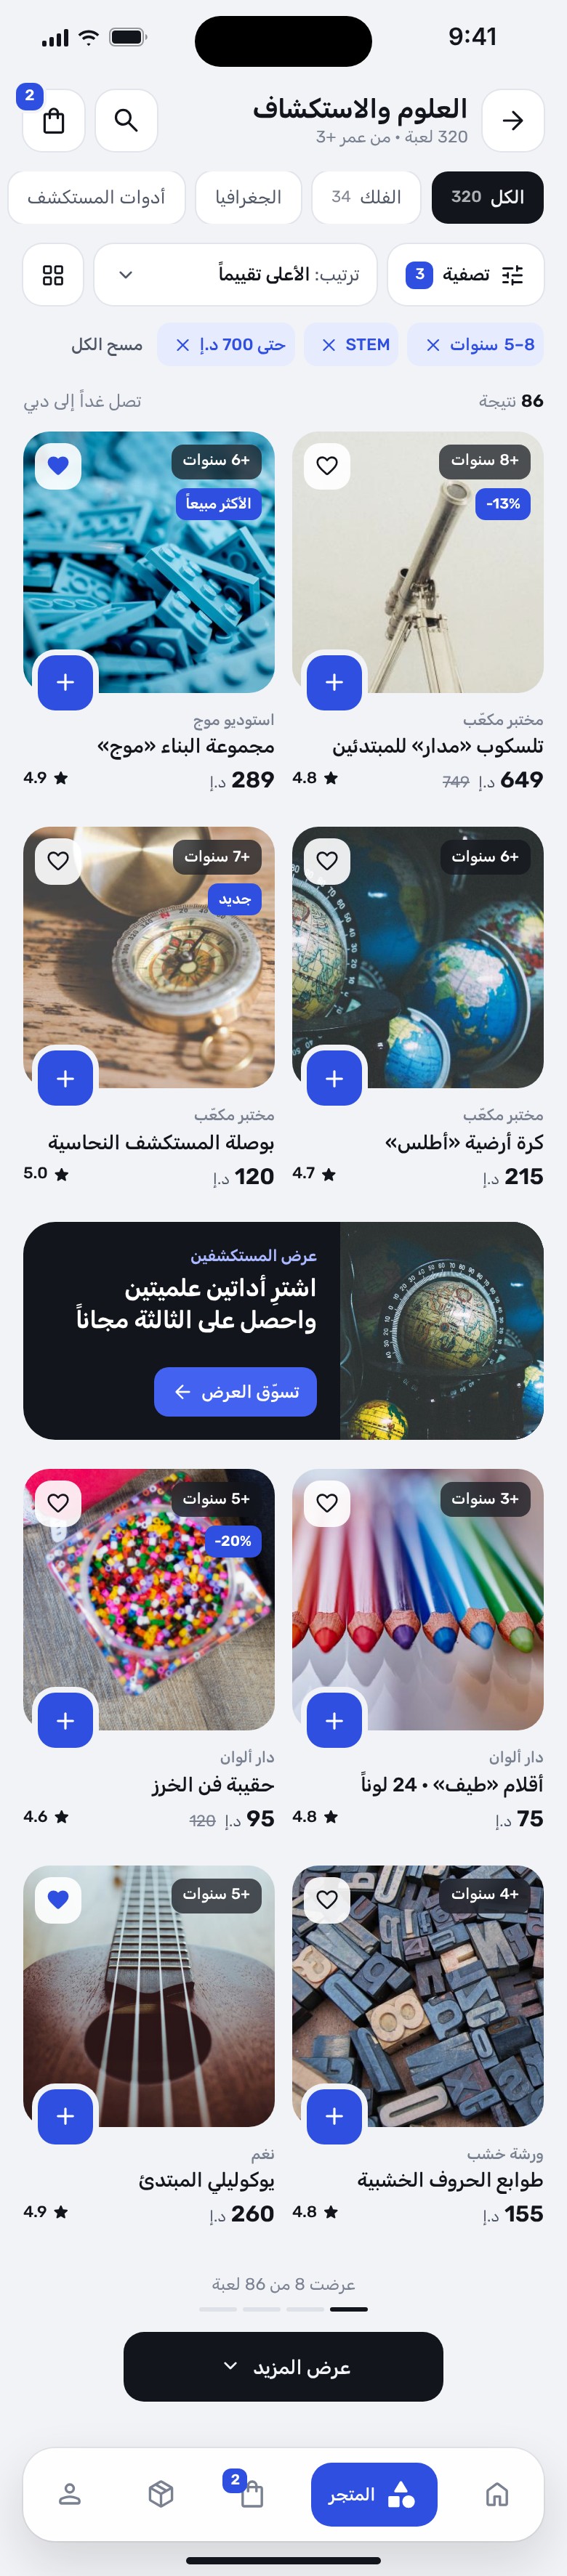 9:41
العلوم والاستكشاف
320 لعبة • من عمر 3+
2
الكل 320
الفلك 34
الجغرافيا
أدوات المستكشف
تصفية 3
ترتيب: الأعلى تقييماً
5–8 سنوات
STEM
حتى 700 د.إ
مسح الكل
86 نتيجة
تصل غداً إلى دبي
+8 سنوات
-13%
مختبر مكعّب
تلسكوب «مدار» للمبتدئين
649 د.إ 749
4.8
+6 سنوات
الأكثر مبيعاً
استوديو موج
مجموعة البناء «موج»
289 د.إ
4.9
+6 سنوات
مختبر مكعّب
كرة أرضية «أطلس»
215 د.إ
4.7
+7 سنوات
جديد
مختبر مكعّب
بوصلة المستكشف النحاسية
120 د.إ
5.0
عرض المستكشفين
اشترِ أداتين علميتين
واحصل على الثالثة مجاناً
تسوّق العرض
+3 سنوات
دار ألوان
أقلام «طيف» • 24 لوناً
75 د.إ
4.8
+5 سنوات
-20%
دار ألوان
حقيبة فن الخرز
95 د.إ 120
4.6
+4 سنوات
ورشة خشب
طوابع الحروف الخشبية
155 د.إ
4.8
+5 سنوات
نغم
يوكوليلي المبتدئ
260 د.إ
4.9
عرضت 8 من 86 لعبة
عرض المزيد
المتجر
2